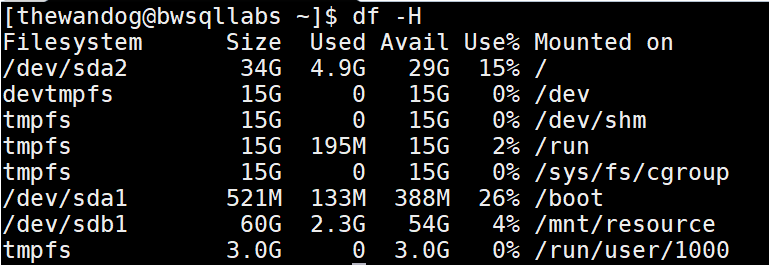 [thewandog@bwsqllabs ~]$ df -H
Filesystem      Size  Used Avail Use% Mounted on
/dev/sda2        34G  4.9G   29G  15% /
devtmpfs         15G     0   15G   0% /dev
tmpfs            15G     0   15G   0% /dev/shm
tmpfs            15G  195M   15G   2% /run
tmpfs            15G     0   15G   0% /sys/fs/cgroup
/dev/sda1       521M  133M  388M  26% /boot
/dev/sdb1        60G  2.3G   54G   4% /mnt/resource
tmpfs           3.0G     0  3.0G   0% /run/user/1000